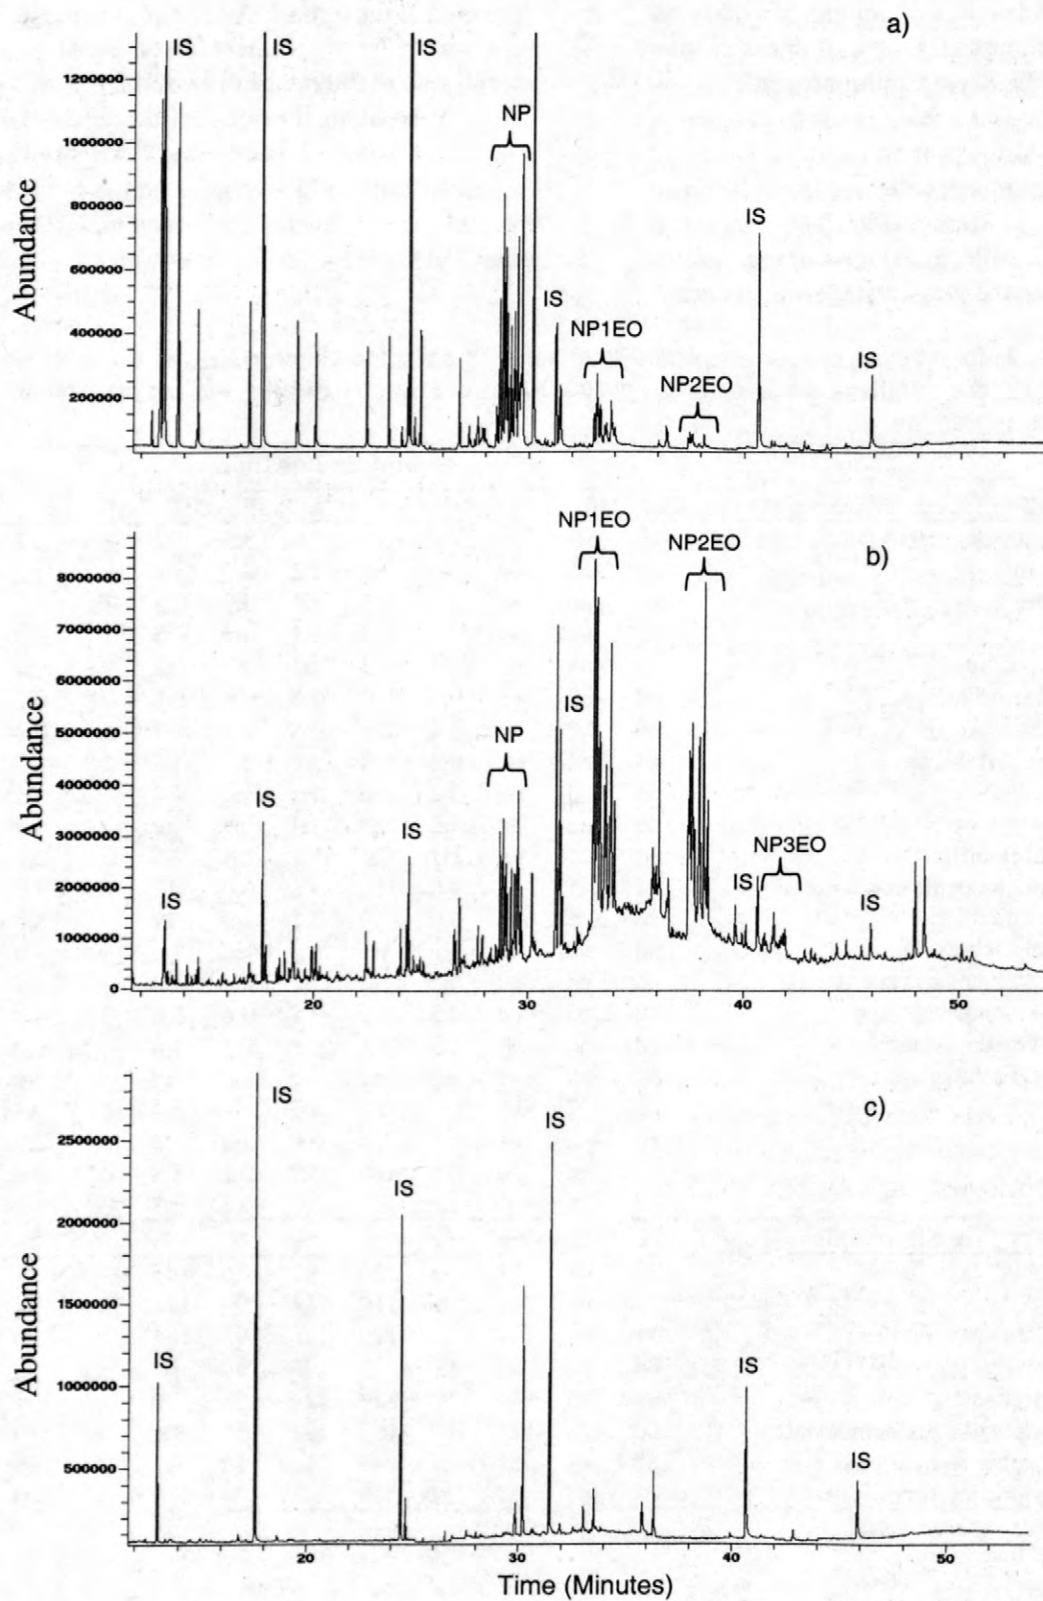 a)
IS
IS
IS
1200000
NP
1000000
800000
IS
600000
IS
400000
NP1EO
IS
NP2EO
200000
Abundance
NP1EO
NP2EO
b)
8000000
7000000
6000000
IS
5000000
NP
4000000
IS
3000000
IS
NP3EO
2000000
IS
IS
IS
1000000
0
20
30
40
50
Abundance
IS
c)
IS
2500000
IS
2000000
1500000
IS
IS
1000000
IS
500000
20
30
40
50
Abundance
Time (Minutes)